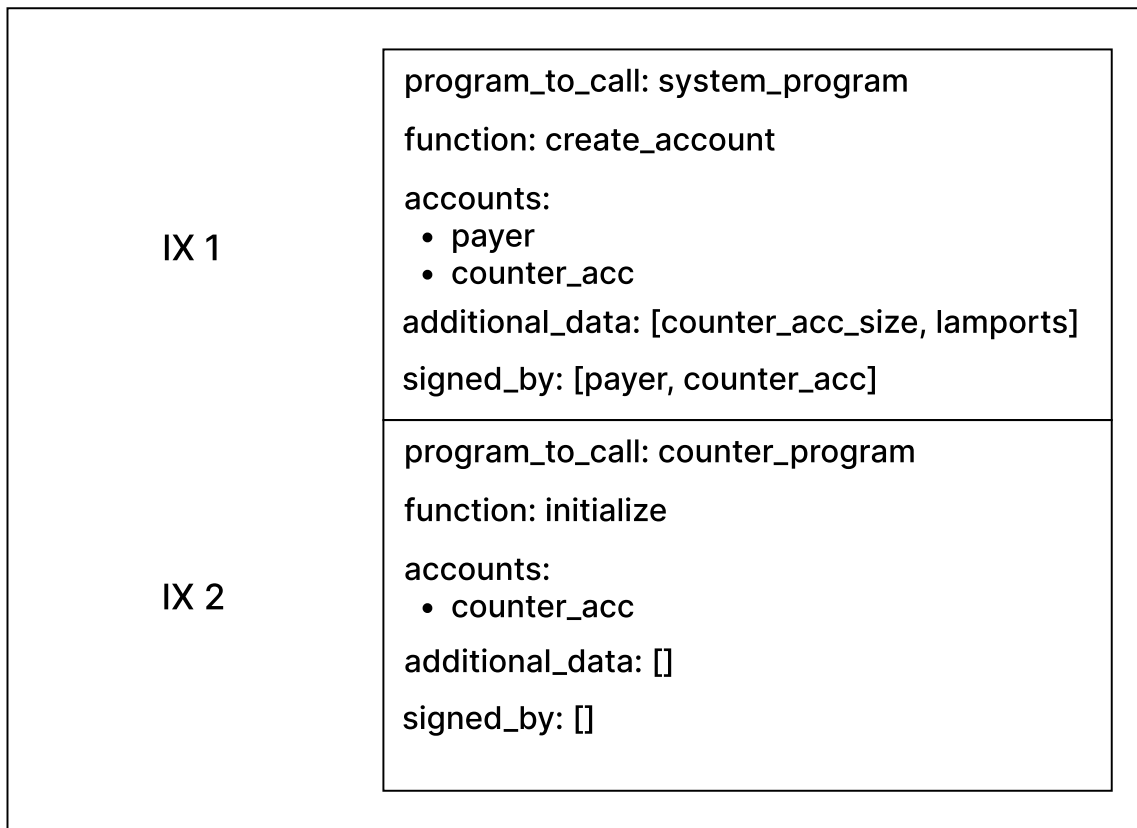 IX 1
program_to_call: system_program
function: create_account
accounts:
• payer
• counter_acc
additional_data: [counter_acc_size, lamports]
signed_by: [payer, counter_acc]
IX 2
program_to_call: counter_program
function: initialize
accounts:
• counter_acc
additional_data: []
signed_by: []